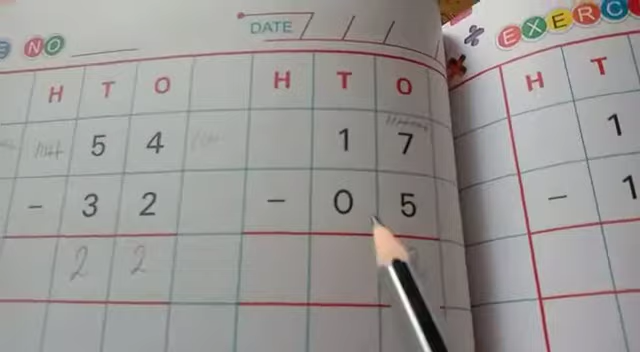 NO DATE / / / EXERC
H T O H T O H T
5 4 1 7 1
- 3 2 - 0 5 - 1
2 2